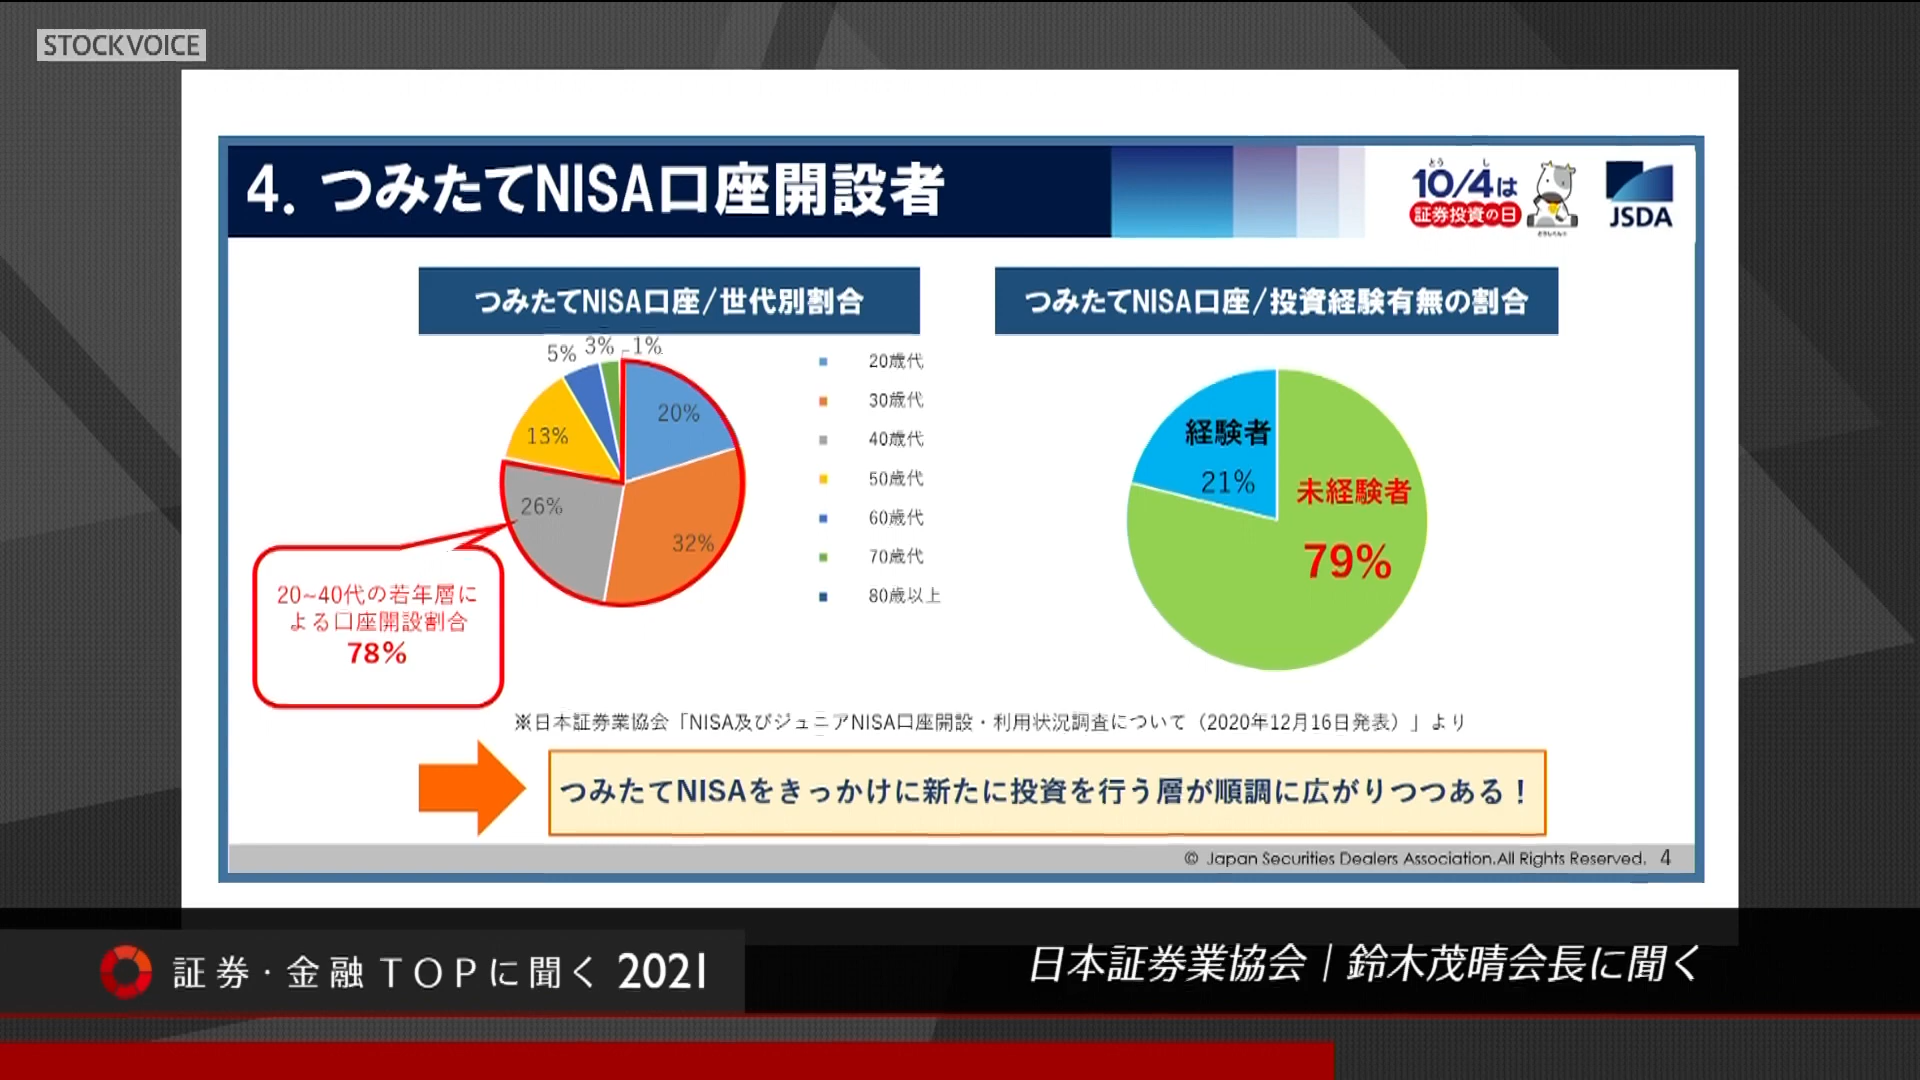 STOCKVOICE
4. つみたてNISA口座開設者
とう し
10/4は
証券投資の日
JSDA
つみたてNISA口座/世代別割合
つみたてNISA口座/投資経験有無の割合
5%
3%
1%
20%
13%
26%
32%
20歳代
30歳代
40歳代
50歳代
60歳代
70歳代
80歳以上
経験者
21%
未経験者
79%
20~40代の若年層に
よる口座開設割合
78%
※日本証券業協会「NISA及びジュニアNISA口座開設・利用状況調査について（2020年12月16日発表）」より
つみたてNISAをきっかけに新たに投資を行う層が順調に広がりつつある！
© Japan Securities Dealers Association.All Rights Reserved. 4
証券・金融TOPに聞く 2021
日本証券業協会｜鈴木茂晴会長に聞く